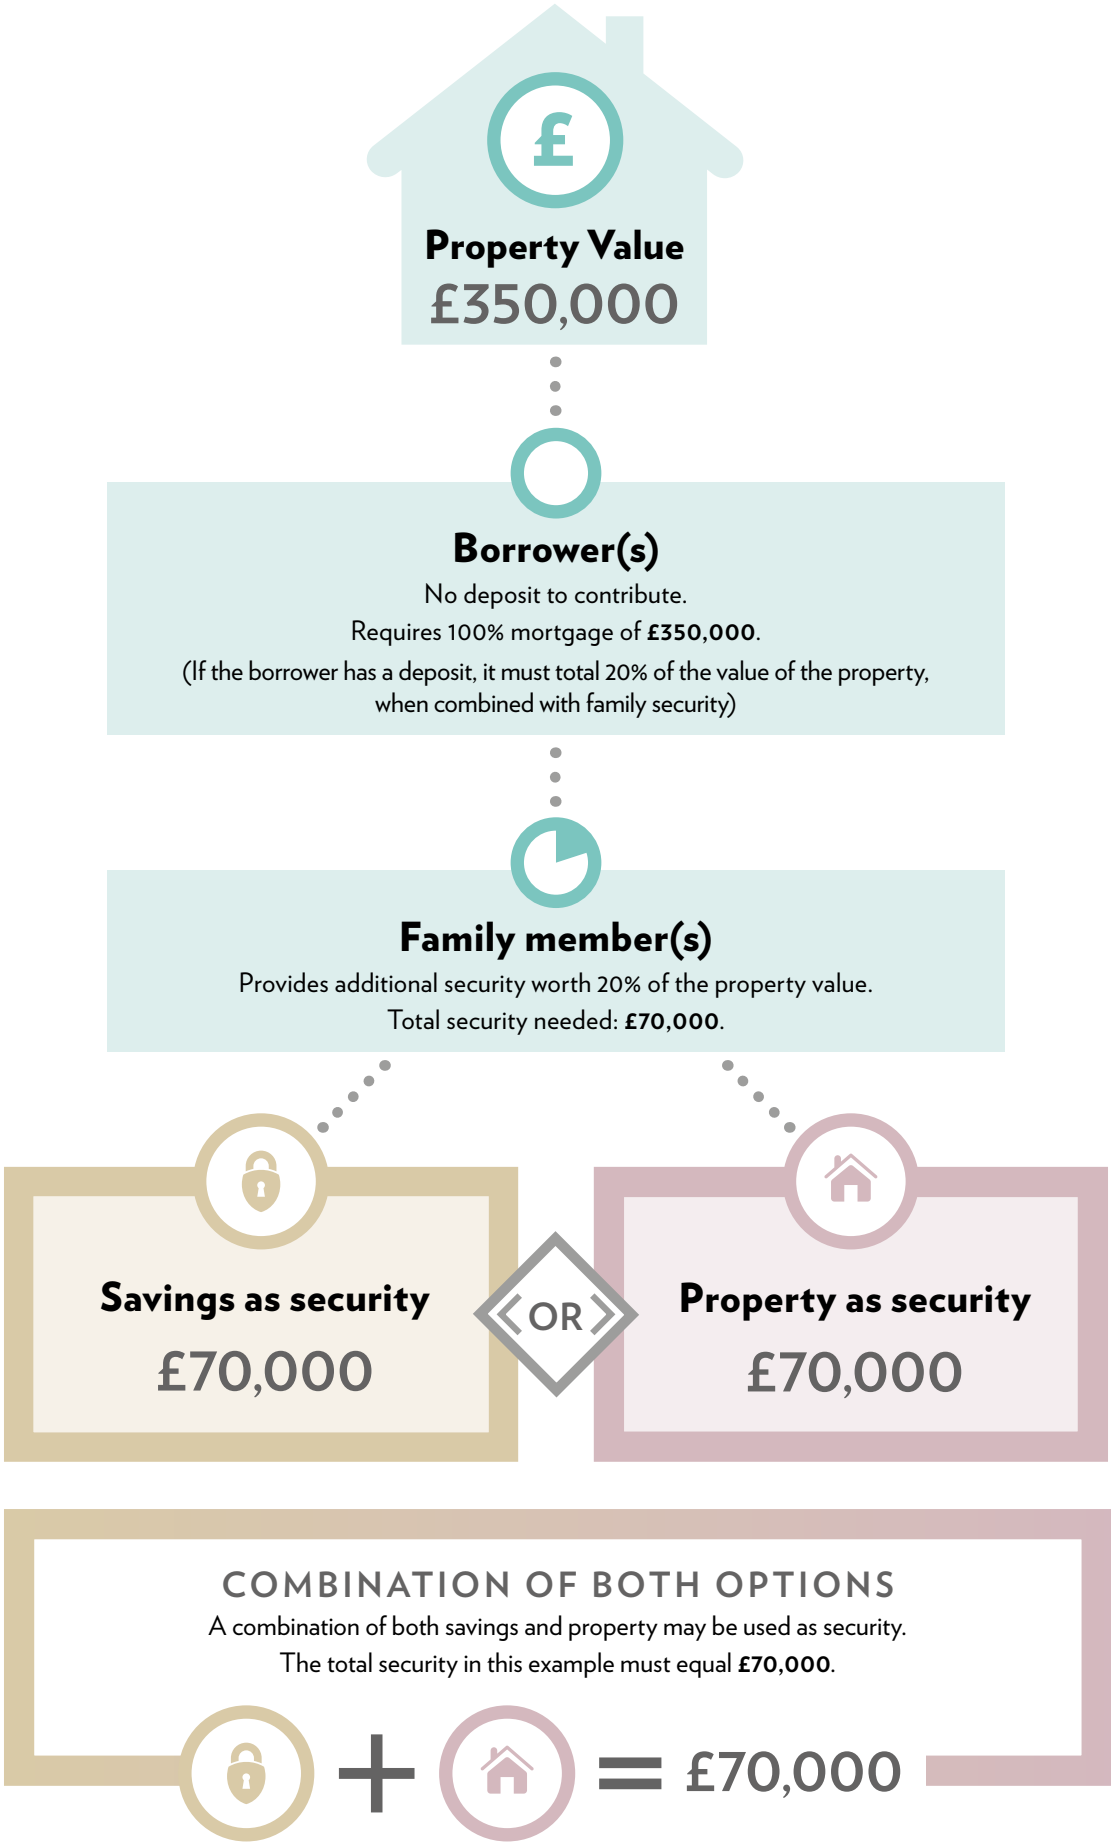 £
Property Value
£350,000
Borrower(s)
No deposit to contribute.
Requires 100% mortgage of £350,000.
(If the borrower has a deposit, it must total 20% of the value of the property,
when combined with family security)
Family member(s)
Provides additional security worth 20% of the property value.
Total security needed: £70,000.
Savings as security
£70,000
OR
Property as security
£70,000
COMBINATION OF BOTH OPTIONS
A combination of both savings and property may be used as security.
The total security in this example must equal £70,000.
+ = £70,000